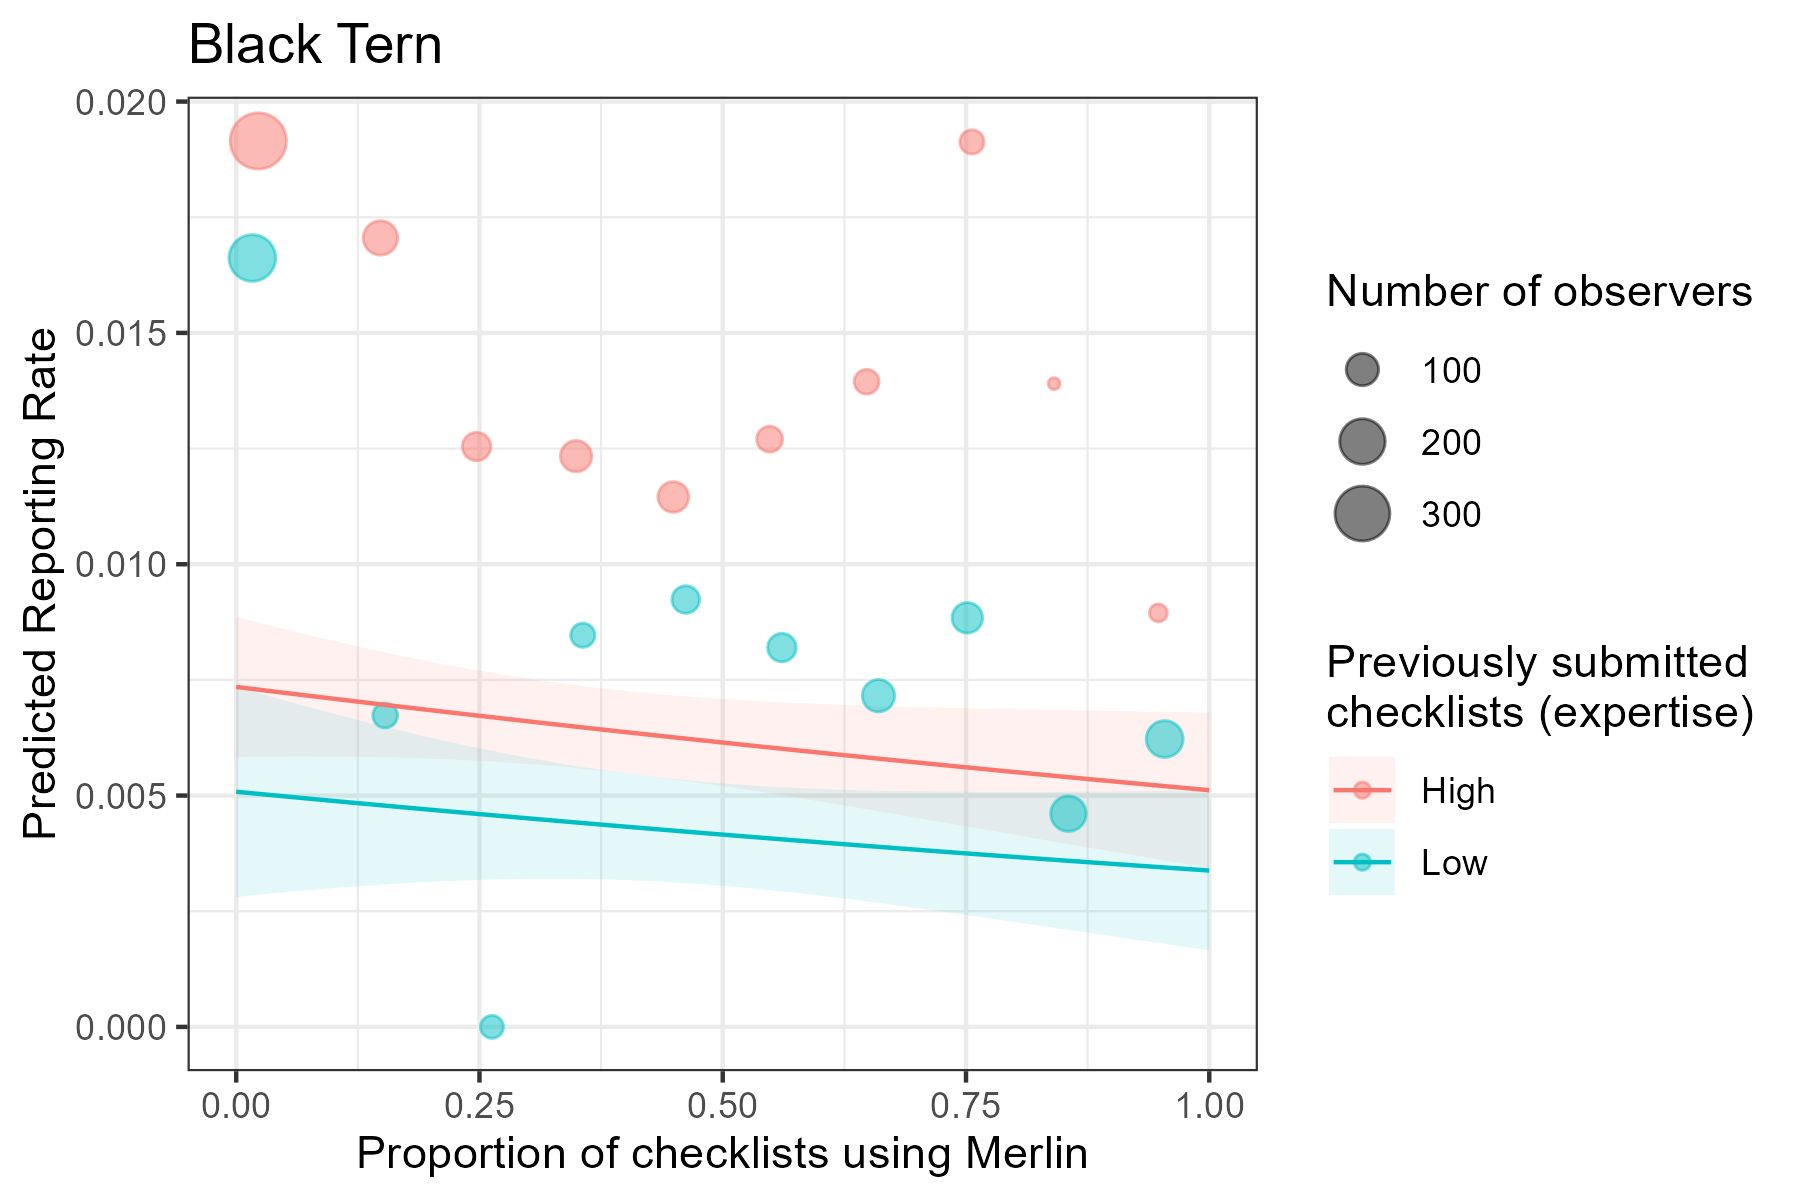 Black Tern
0.020
0.015
0.010
0.005
0.000
Predicted Reporting Rate
0.00 0.25 0.50 0.75 1.00
Proportion of checklists using Merlin
Number of observers
100
200
300
Previously submitted
checklists (expertise)
High
Low